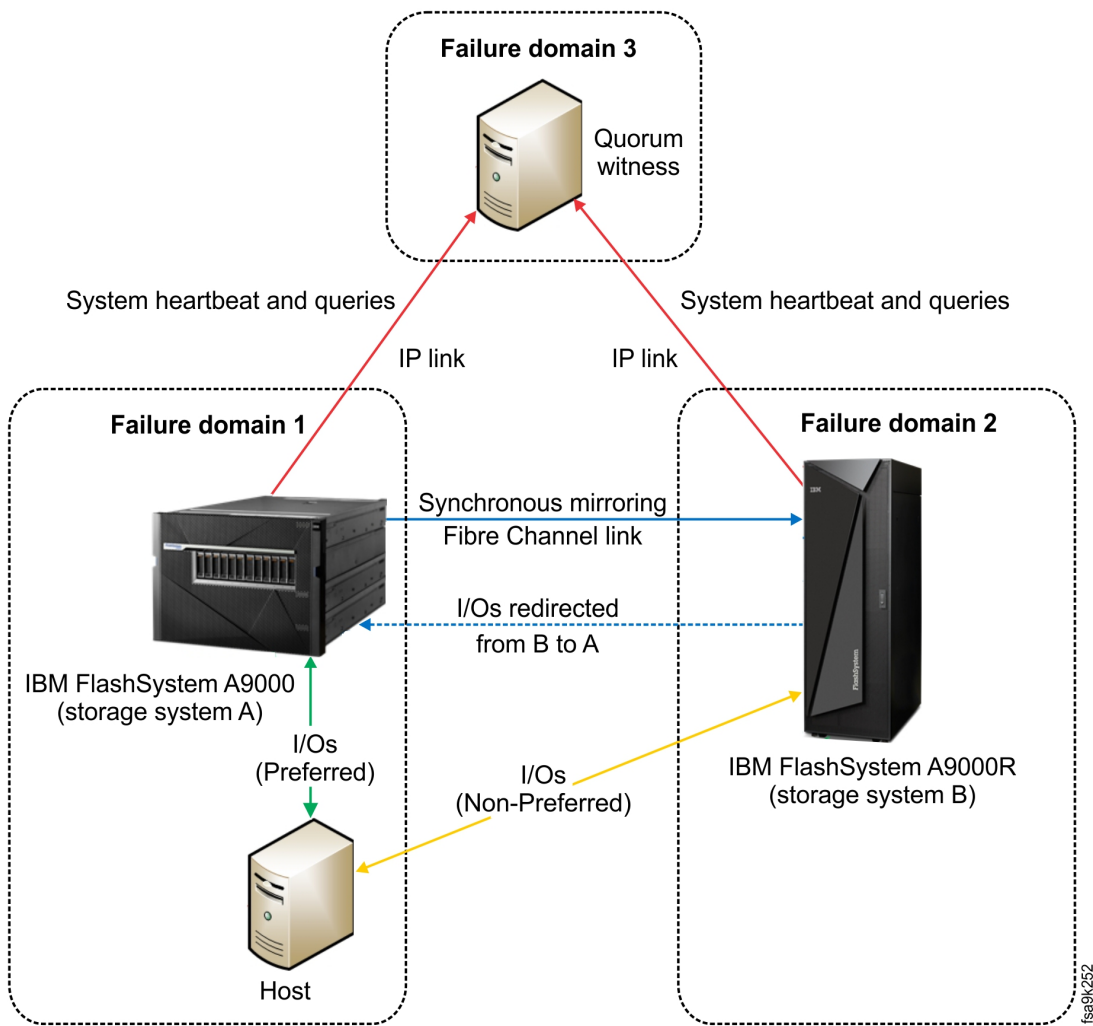 Failure domain 3
Quorum
witness
System heartbeat and queries
System heartbeat and queries
IP link
IP link
Failure domain 1
Failure domain 2
IBM
Synchronous mirroring
Fibre Channel link
I/Os redirected
from B to A
FlashSystem
IBM FlashSystem A9000
(storage system A)
I/Os
(Preferred)
IBM FlashSystem A9000R
(storage system B)
I/Os
(Non-Preferred)
Host
fsa9k252